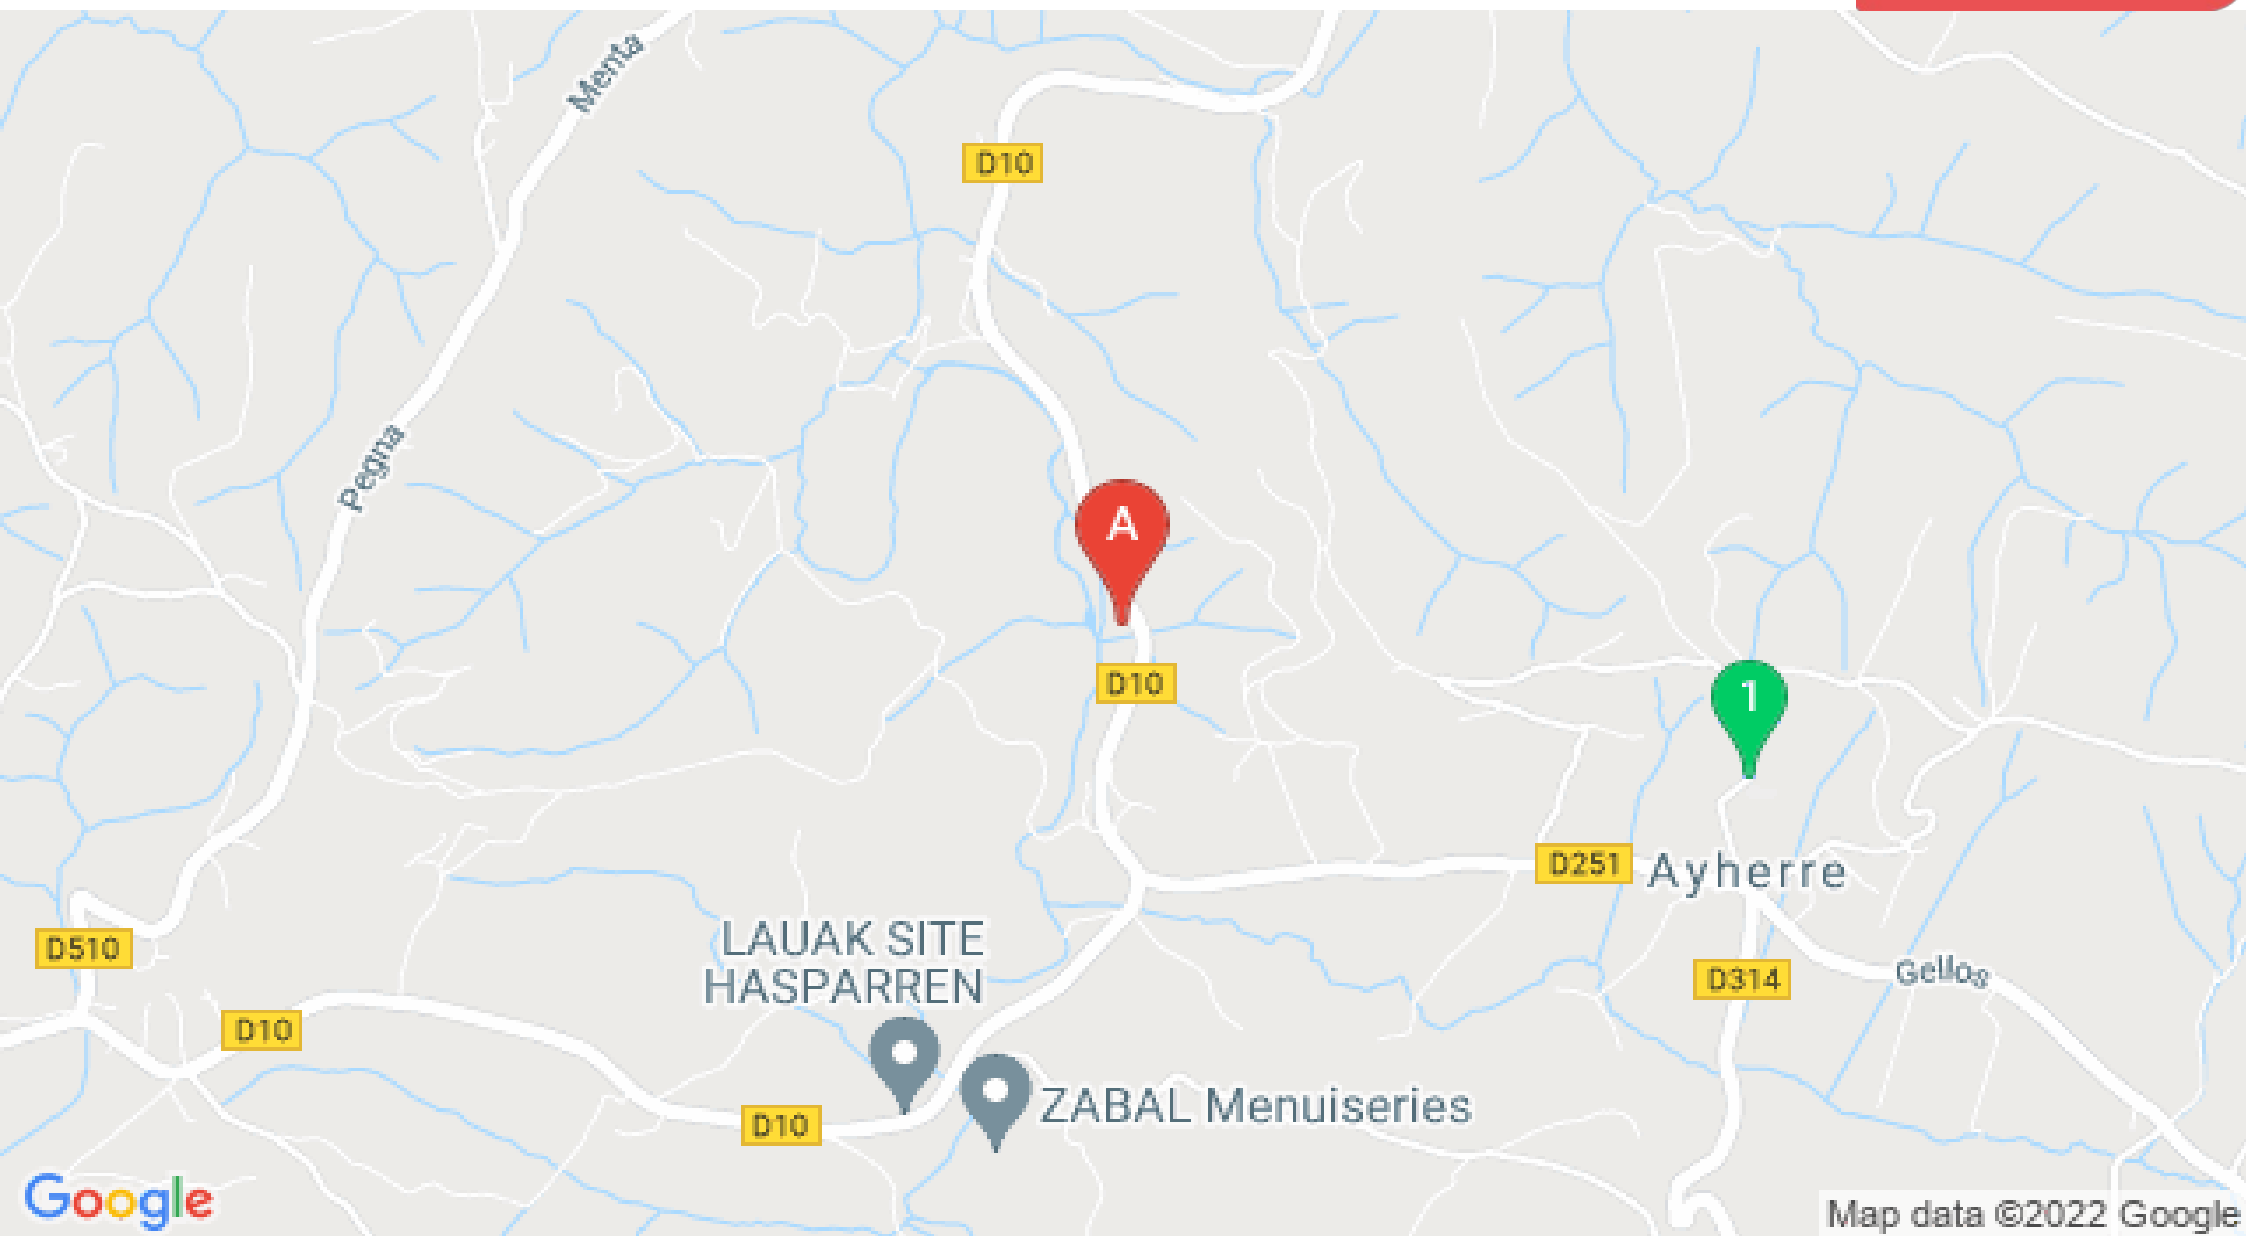 Menta
D10
Pegna
A
D10
1
D251
Ayherre
LAUAK SITE
HASPARREN
D510
D314
Gellos
D10
ZABAL Menuiseries
D10
Google
Map data ©2022 Google